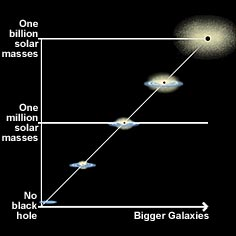 One
billion
solar
masses
One
million
solar
masses
No
black
hole
Bigger Galaxies